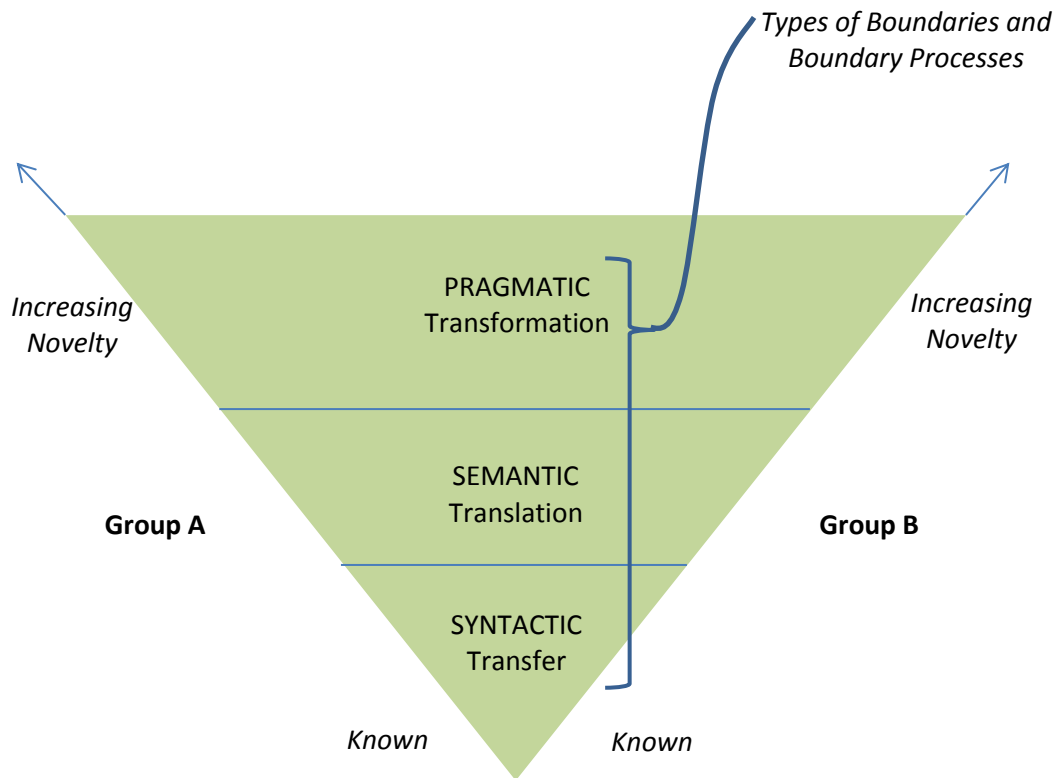 Types of Boundaries and
Boundary Processes
PRAGMATIC
Transformation
Increasing
Novelty
Increasing
Novelty
SEMANTIC
Translation
Group A
Group B
SYNTACTIC
Transfer
Known
Known